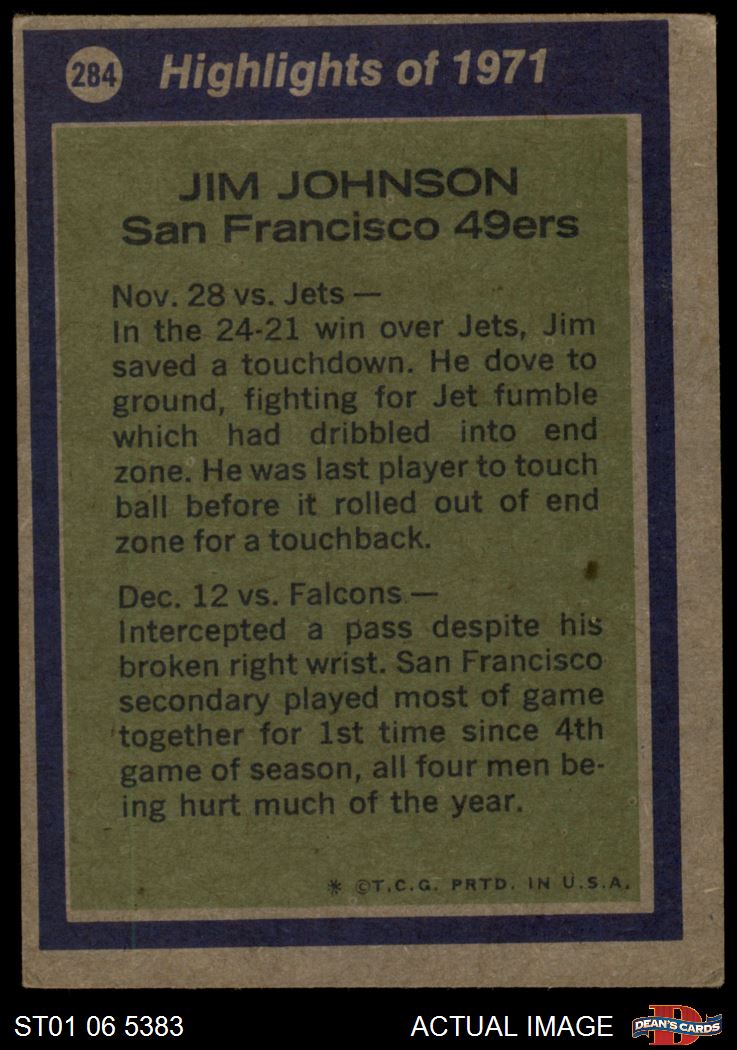 284 Highlights of 1971
JIM JOHNSON
San Francisco 49ers
Nov. 28 vs. Jets —
In the 24-21 win over Jets, Jim
saved a touchdown. He dove to
ground, fighting for Jet fumble
which had dribbled into end
zone. He was last player to touch
ball before it rolled out of end
zone for a touchback.
Dec. 12 vs. Falcons —
Intercepted a pass despite his
broken right wrist. San Francisco
secondary played most of game
together for 1st time since 4th
game of season, all four men be-
ing hurt much of the year.
* ©T.C.G. PRTD. IN U.S.A.
ST01 06 5383 ACTUAL IMAGE D DEAN'S CARDS